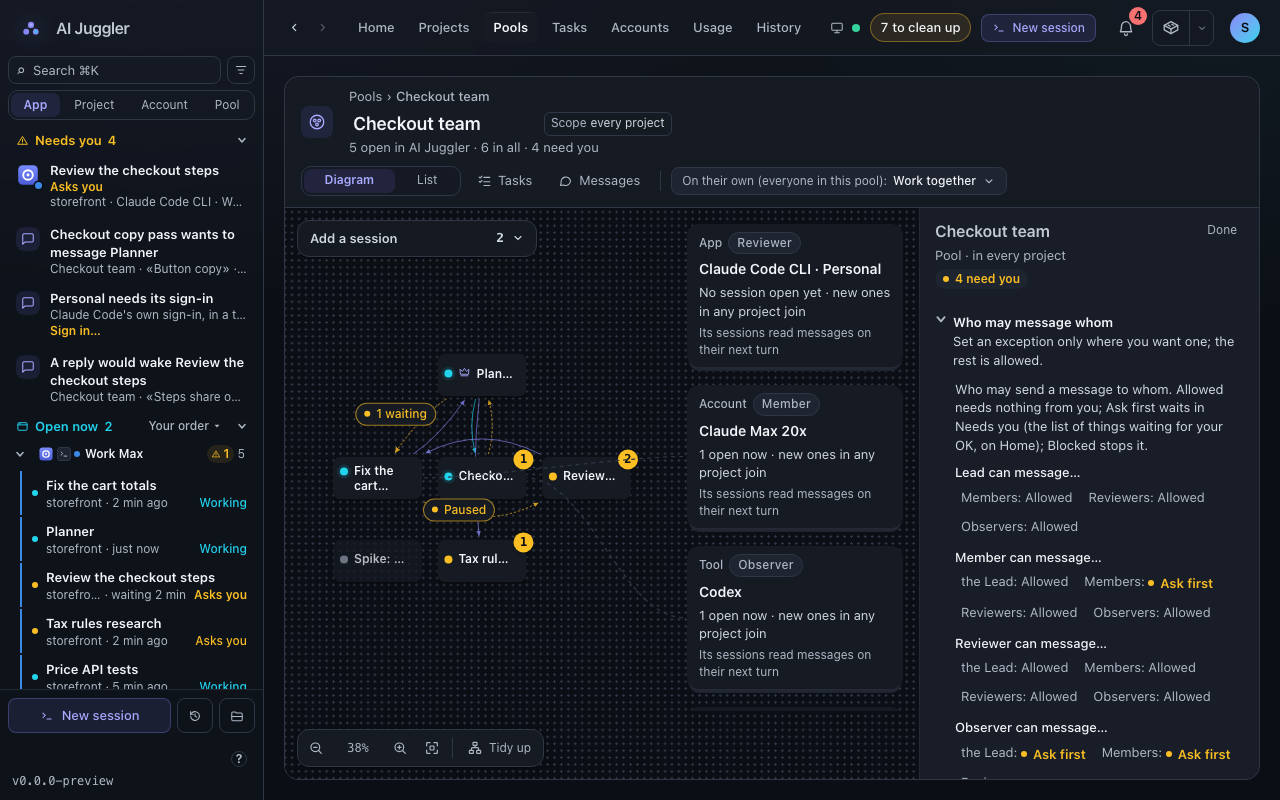 AI Juggler
Search ⌘K
App Project Account Pool
Needs you 4
Review the checkout steps
Asks you
storefront · Claude Code CLI · W...
Checkout copy pass wants to
message Planner
Checkout team · «Button copy» ·...
Personal needs its sign-in
Claude Code's own sign-in, in a t...
Sign in...
A reply would wake Review the
checkout steps
Checkout team · «Steps share o...
Open now 2 Your order
Work Max 1 5
Fix the cart totals
storefront · 2 min ago Working
Planner
storefront · just now Working
Review the checkout steps
storefro... · waiting 2 min Asks you
Tax rules research
storefront · 2 min ago Asks you
Price API tests
storefront · 5 min ago Working
New session
?
v0.0.0-preview
Home Projects Pools Tasks Accounts Usage History
7 to clean up
New session
4
S
Pools › Checkout team
Checkout team
Scope every project
5 open in AI Juggler · 6 in all · 4 need you
Diagram List Tasks Messages
On their own (everyone in this pool): Work together
Add a session 2
Plan...
1 waiting
Fix the
cart...
Checko...
1
Review...
2
Paused
Spike: ...
Tax rul...
1
App Reviewer
Claude Code CLI · Personal
No session open yet · new ones
in any project join
Its sessions read messages on
their next turn
Account Member
Claude Max 20x
1 open now · new ones in any
project join
Its sessions read messages on
their next turn
Tool Observer
Codex
1 open now · new ones in any
project join
Its sessions read messages on
their next turn
38%
Tidy up
Checkout team
Done
Pool · in every project
4 need you
Who may message whom
Set an exception only where you want one; the
rest is allowed.
Who may send a message to whom. Allowed
needs nothing from you; Ask first waits in
Needs you (the list of things waiting for your
OK, on Home); Blocked stops it.
Lead can message...
Members: Allowed Reviewers: Allowed
Observers: Allowed
Member can message...
the Lead: Allowed Members: Ask first
Reviewers: Allowed Observers: Allowed
Reviewer can message...
the Lead: Allowed Members: Allowed
Reviewers: Allowed Observers: Allowed
Observer can message...
the Lead: Ask first Members: Ask first